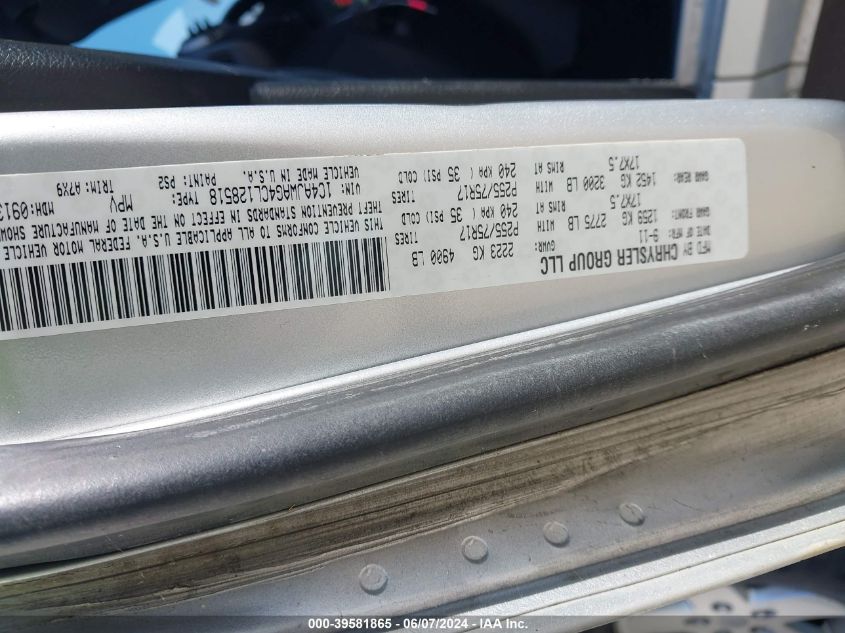 MFD BY CHRYSLER GROUP LLC
DATE OF MFR: 9-11
GVWR: 2223 KG 4900 LB
GAWR FRONT: 1259 KG 2775 LB WITH P255/75R17 TIRES
17X7.5 RIMS AT 240 KPA ( 35 PSI) COLD
GAWR REAR: 1452 KG 3200 LB WITH P255/75R17 TIRES
17X7.5 RIMS AT 240 KPA ( 35 PSI) COLD
THIS VEHICLE CONFORMS TO ALL APPLICABLE U.S.A. FEDERAL MOTOR VEHICLE
THEFT PREVENTION STANDARDS IN EFFECT ON THE DATE OF MANUFACTURE SHOW
VIN: 1C4AJWAG4CL128518 TYPE: MPV MDH: 0913
VEHICLE MADE IN U.S.A. PAINT: PS2 TRIM: A7X9
000-39581865 - 06/07/2024 - IAA Inc.